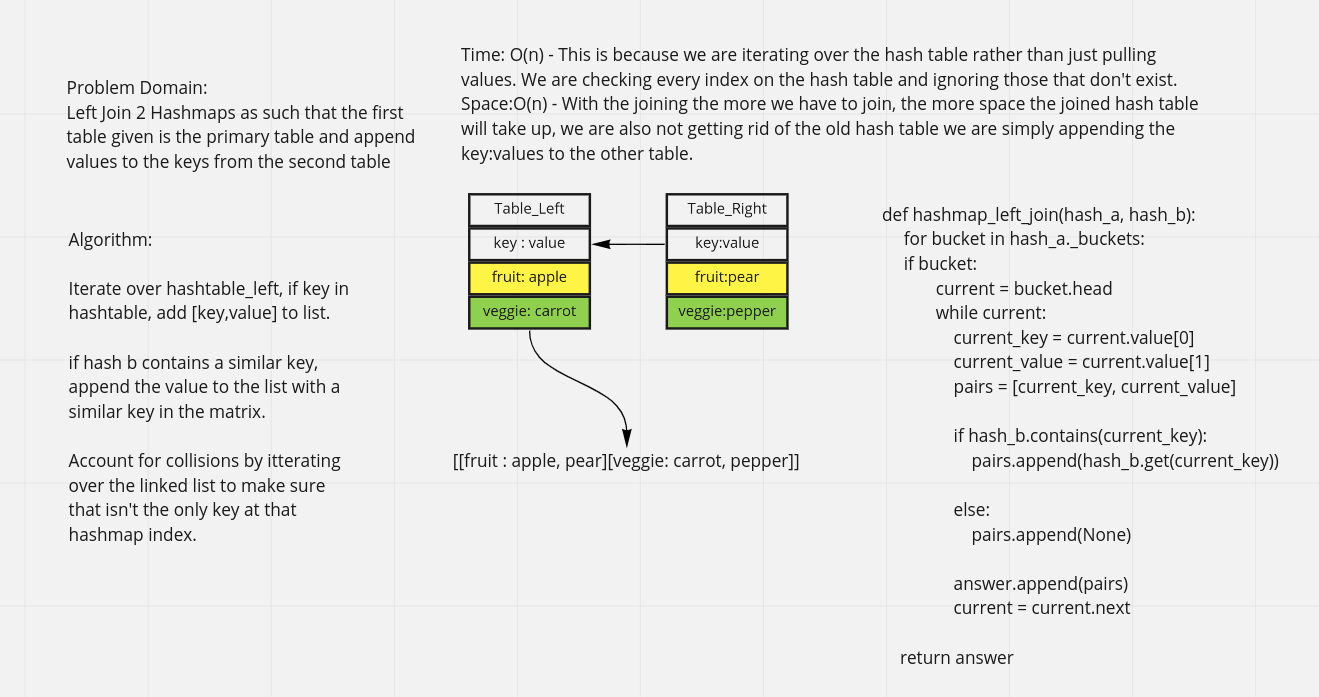 Problem Domain:
Left Join 2 Hashmaps as such that the first
table given is the primary table and append
values to the keys from the second table
Algorithm:
Iterate over hashtable_left, if key in
hashtable, add [key,value] to list.
if hash b contains a similar key,
append the value to the list with a
similar key in the matrix.
Account for collisions by itterating
over the linked list to make sure
that isn't the only key at that
hashmap index.
Time: O(n) - This is because we are iterating over the hash table rather than just pulling
values. We are checking every index on the hash table and ignoring those that don't exist.
Space:O(n) - With the joining the more we have to join, the more space the joined hash table
will take up, we are also not getting rid of the old hash table we are simply appending the
key:values to the other table.
Table_Left
key : value
fruit: apple
veggie: carrot
Table_Right
key:value
fruit:pear
veggie:pepper
[[fruit : apple, pear][veggie: carrot, pepper]]
def hashmap_left_join(hash_a, hash_b):
for bucket in hash_a._buckets:
if bucket:
current = bucket.head
while current:
current_key = current.value[0]
current_value = current.value[1]
pairs = [current_key, current_value]
if hash_b.contains(current_key):
pairs.append(hash_b.get(current_key))
else:
pairs.append(None)
answer.append(pairs)
current = current.next
return answer